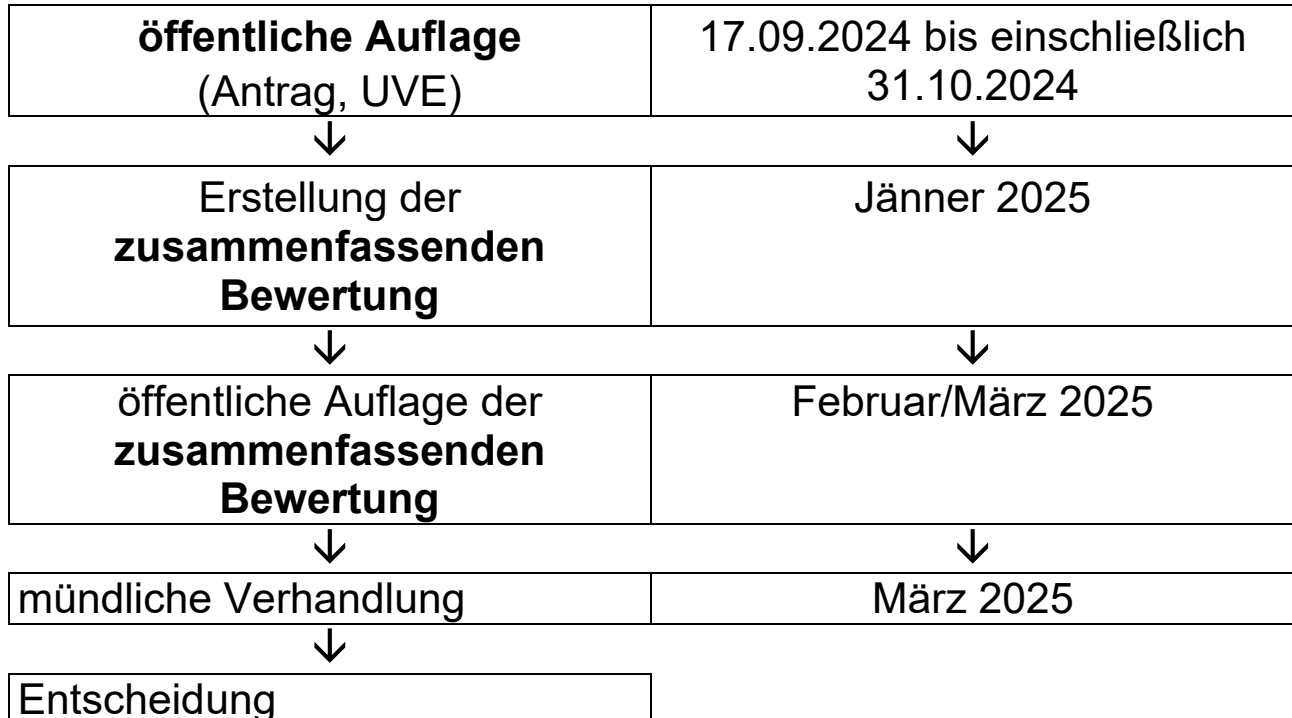 öffentliche Auflage
(Antrag, UVE)
17.09.2024 bis einschließlich
31.10.2024
Erstellung der
zusammenfassenden
Bewertung
Jänner 2025
öffentliche Auflage der
zusammenfassenden
Bewertung
Februar/März 2025
mündliche Verhandlung
März 2025
Entscheidung